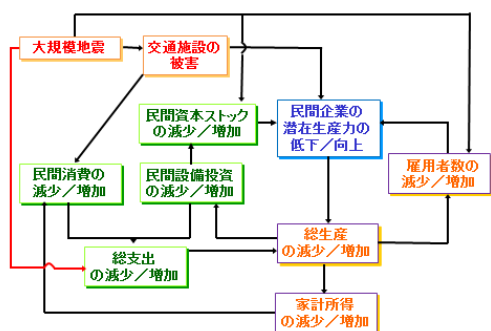 大規模地震
交通施設の
被害
民間資本ストック
の減少／増加
民間企業の
潜在生産力の
低下／向上
民間消費の
減少／増加
民間設備投資
の減少／増加
雇用者数の
減少／増加
総支出
の減少／増加
総生産
の減少／増加
家計所得
の減少／増加